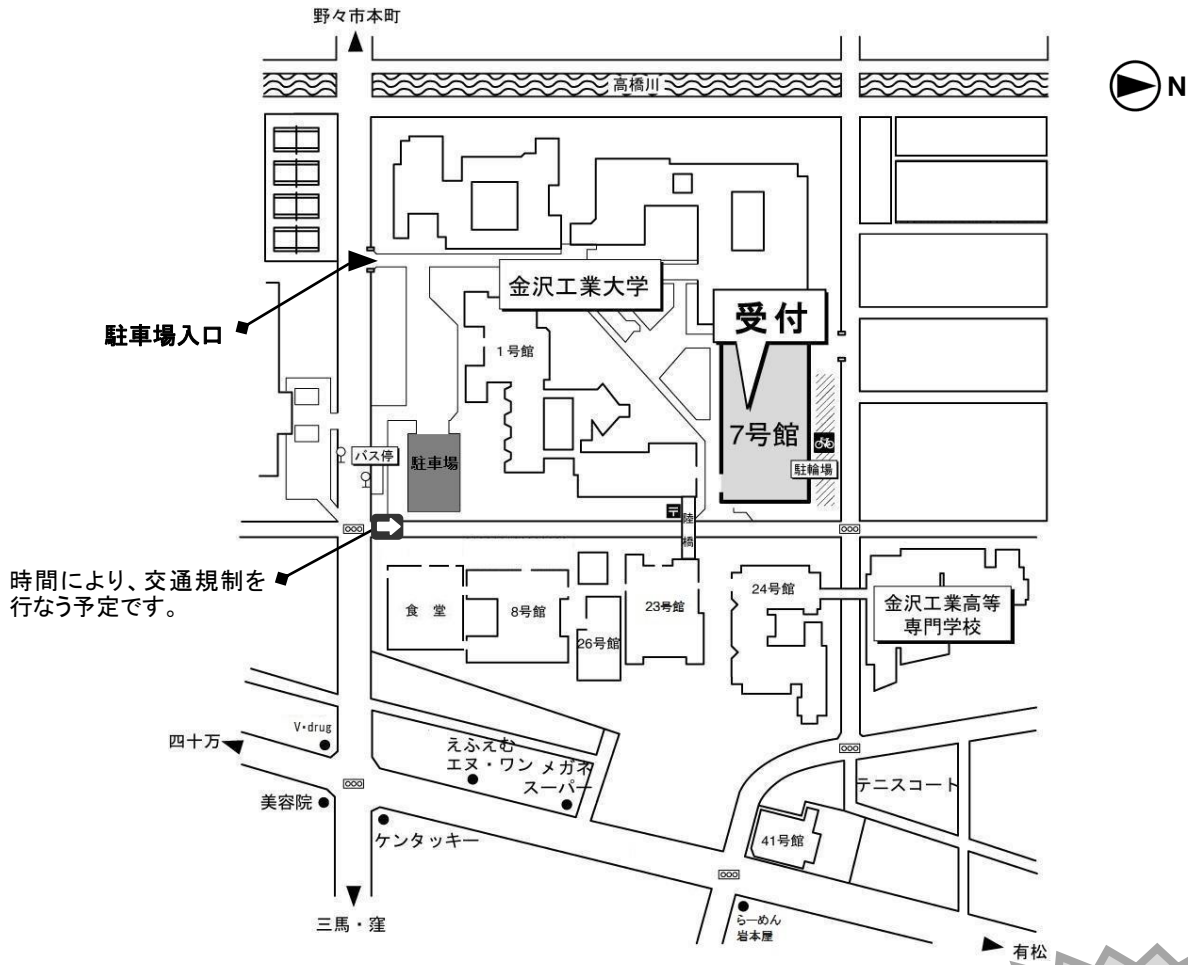 野々市本町
高橋川
N
金沢工業大学
駐車場入口
受付
1号館
7号館
バス停
駐車場
駐輪場
〒
陸橋
時間により、交通規制を
行なう予定です。
食 堂
8号館
26号館
23号館
24号館
金沢工業高等
専門学校
V・drug
四十万
えふえむ
エヌ・ワン
メガネ
スーパー
美容院
ケンタッキー
テニスコート
41号館
らーめん
岩本屋
三馬・窪
有松